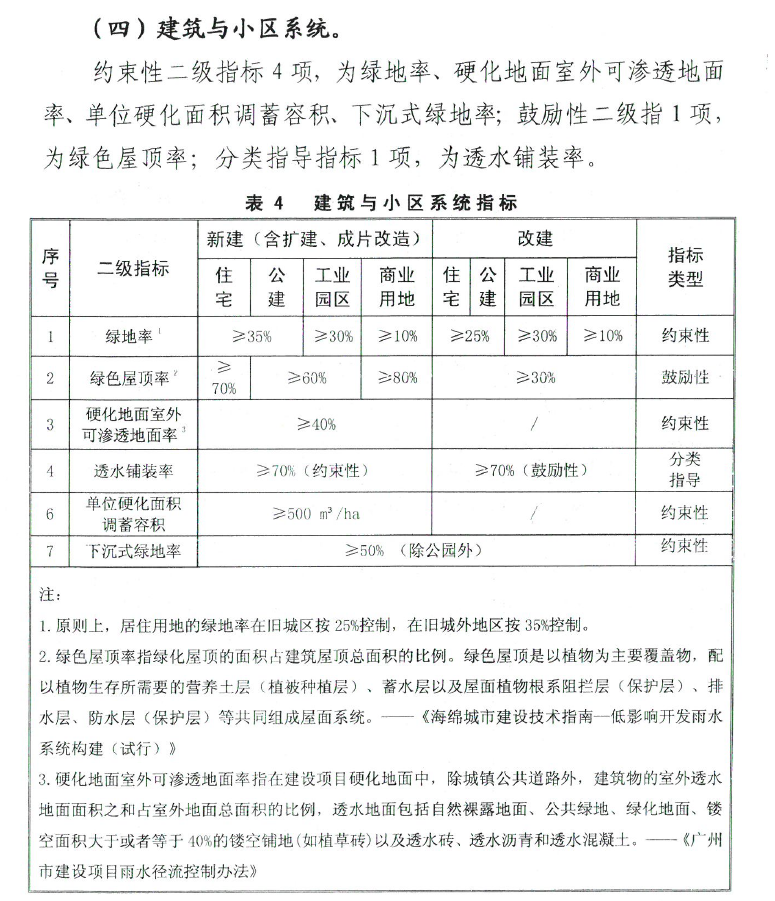 （四）建筑与小区系统。
约束性二级指标 4 项，为绿地率、硬化地面室外可渗透地面
率、单位硬化面积调蓄容积、下沉式绿地率；鼓励性二级指 1 项，
为绿色屋顶率；分类指导指标 1 项，为透水铺装率。
表 4 建筑与小区系统指标
序号 二级指标 新建（含扩建、成片改造） 改建 指标类型
住宅 公建 工业园区 商业用地 住宅 公建 工业园区 商业用地
1 绿地率1 ≥35% ≥30% ≥10% ≥25% ≥30% ≥10% 约束性
2 绿色屋顶率2 ≥70% ≥60% ≥80% ≥30% 鼓励性
3 硬化地面室外可渗透地面率3 ≥40% / 约束性
4 透水铺装率 ≥70%（约束性） ≥70%（鼓励性） 分类指导
6 单位硬化面积调蓄容积 ≥500 m³/ha / 约束性
7 下沉式绿地率 ≥50% （除公园外） 约束性
注：
1. 原则上，居住用地的绿地率在旧城区按 25%控制，在旧城外地区按 35%控制。
2. 绿色屋顶率指绿化屋顶的面积占建筑屋顶总面积的比例。绿色屋顶是以植物为主要覆盖物，配
以植物生存所需要的营养土层（植被种植层）、蓄水层以及屋面植物根系阻拦层（保护层）、排
水层、防水层（保护层）等共同组成屋面系统。——《海绵城市建设技术指南—低影响开发雨水
系统构建（试行）》
3. 硬化地面室外可渗透地面率指在建设项目硬化地面中，除城镇公共道路外，建筑物的室外透水
地面面积之和占室外地面总面积的比例，透水地面包括自然裸露地面、公共绿地、绿化地面、镂
空面积大于或者等于 40%的镂空铺地(如植草砖)以及透水砖、透水沥青和透水混凝土。——《广州
市建设项目雨水径流控制办法》